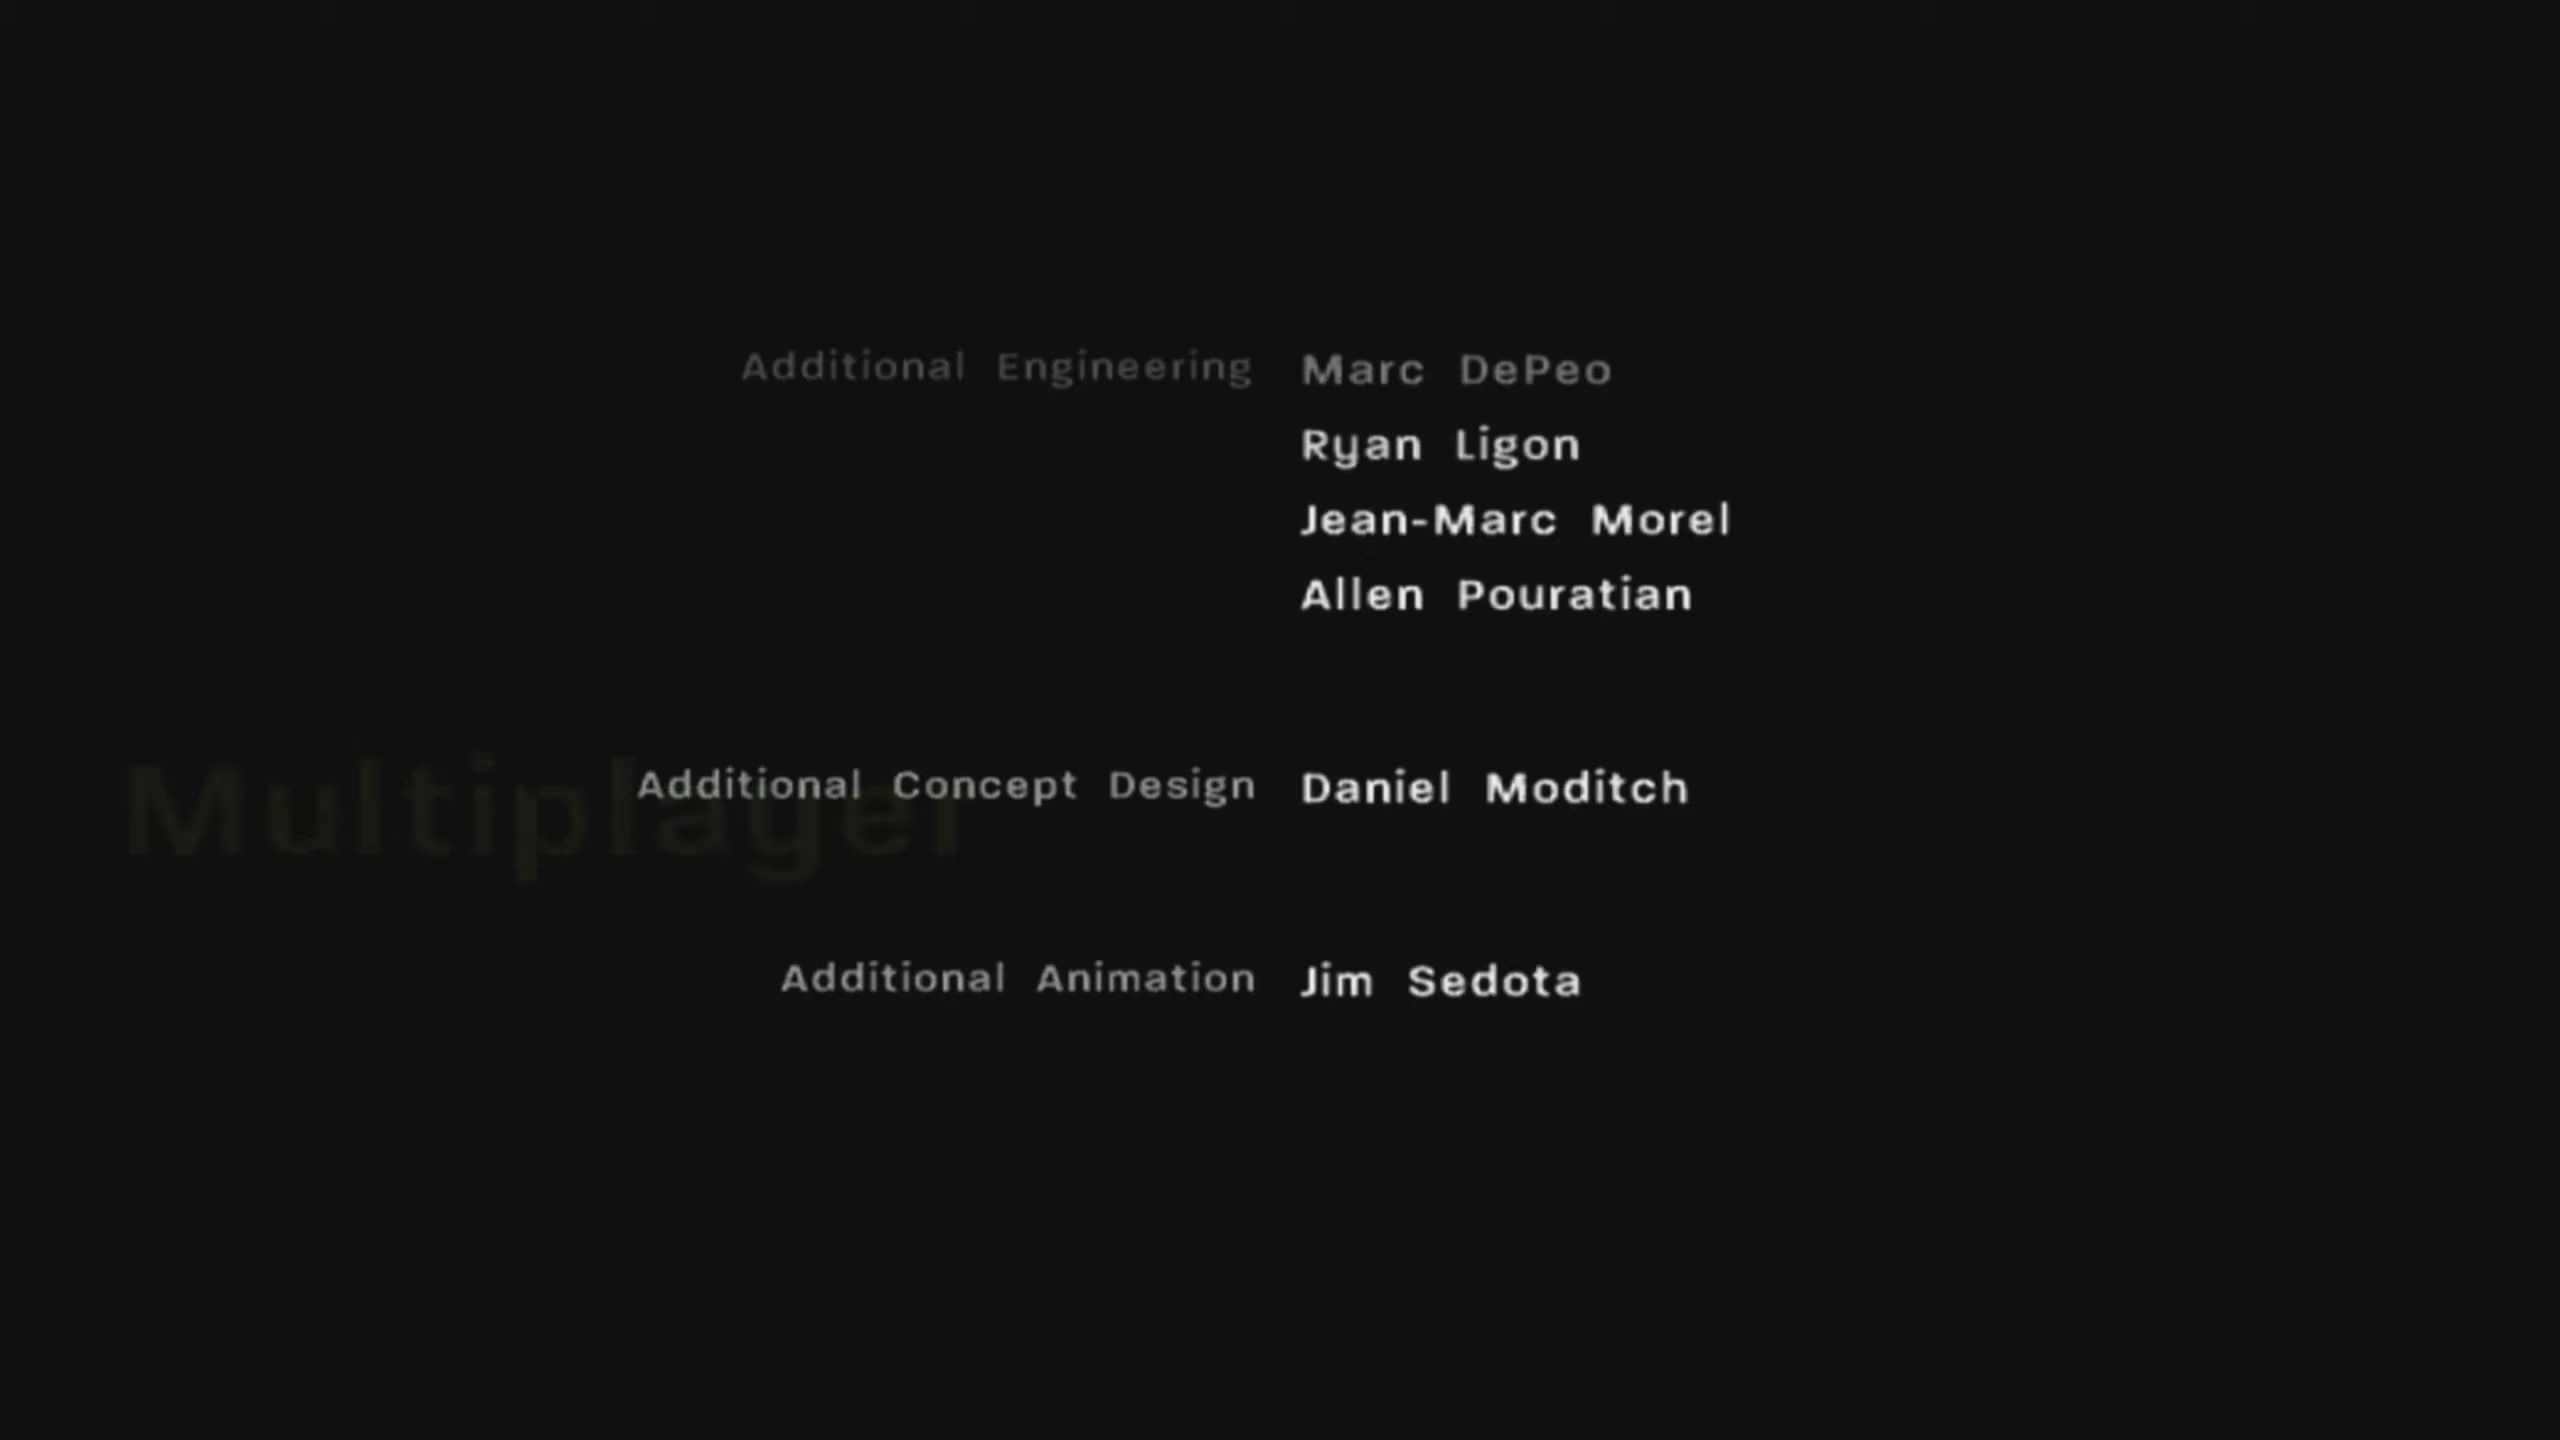 Additional Engineering Marc DePeo
Ryan Ligon
Jean-Marc Morel
Allen Pouratian
Multiplayer
Additional Concept Design Daniel Moditch
Additional Animation Jim Sedota